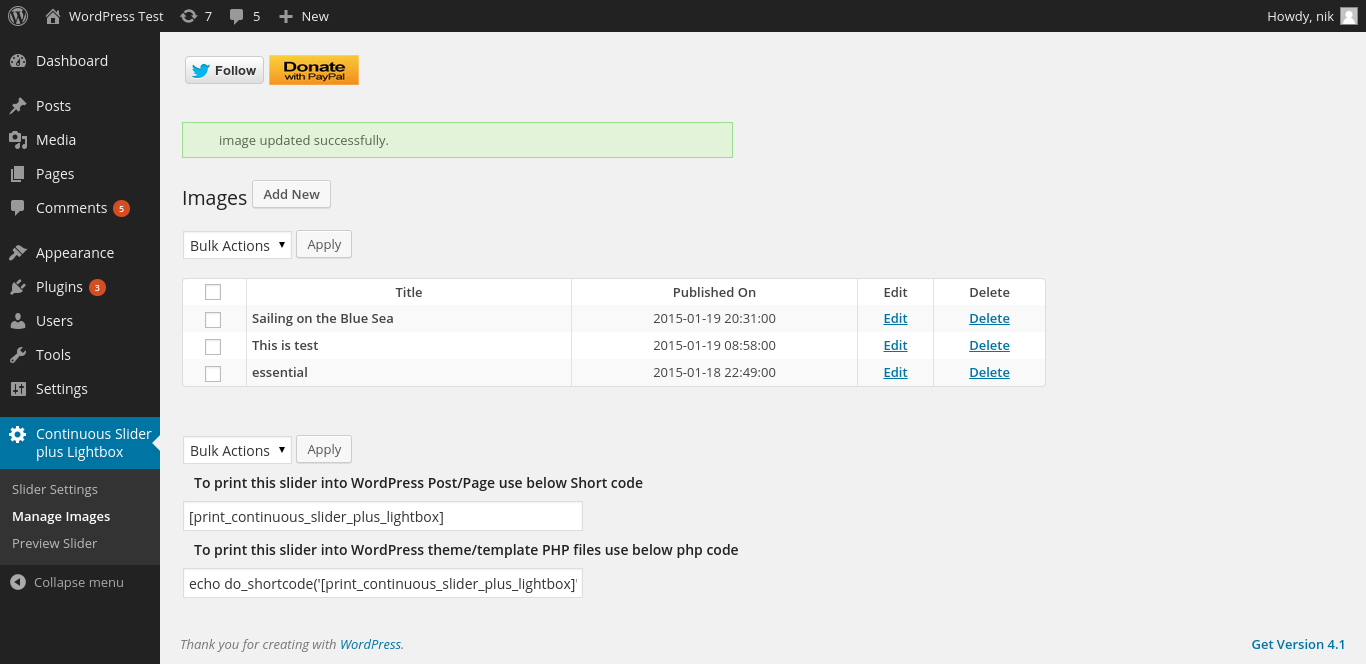 WordPress Test 7 5 New Howdy, nik
Dashboard
Posts
Media
Pages
Comments 5
Appearance
Plugins 3
Users
Tools
Settings
Continuous Slider
plus Lightbox
Slider Settings
Manage Images
Preview Slider
Collapse menu
Follow Donate
with PayPal
image updated successfully.
Images Add New
Bulk Actions Apply
Title Published On Edit Delete
Sailing on the Blue Sea 2015-01-19 20:31:00 Edit Delete
This is test 2015-01-19 08:58:00 Edit Delete
essential 2015-01-18 22:49:00 Edit Delete
Bulk Actions Apply
To print this slider into WordPress Post/Page use below Short code
[print_continuous_slider_plus_lightbox]
To print this slider into WordPress theme/template PHP files use below php code
echo do_shortcode('[print_continuous_slider_plus_lightbox]'
Thank you for creating with WordPress. Get Version 4.1